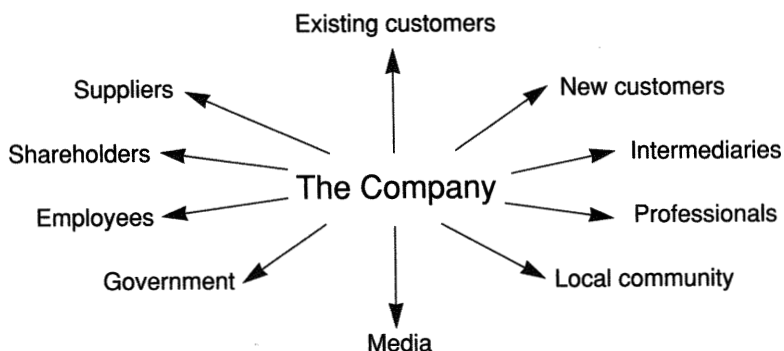 Existing customers
Suppliers
New customers
Shareholders
Intermediaries
The Company
Employees
Professionals
Government
Local community
Media